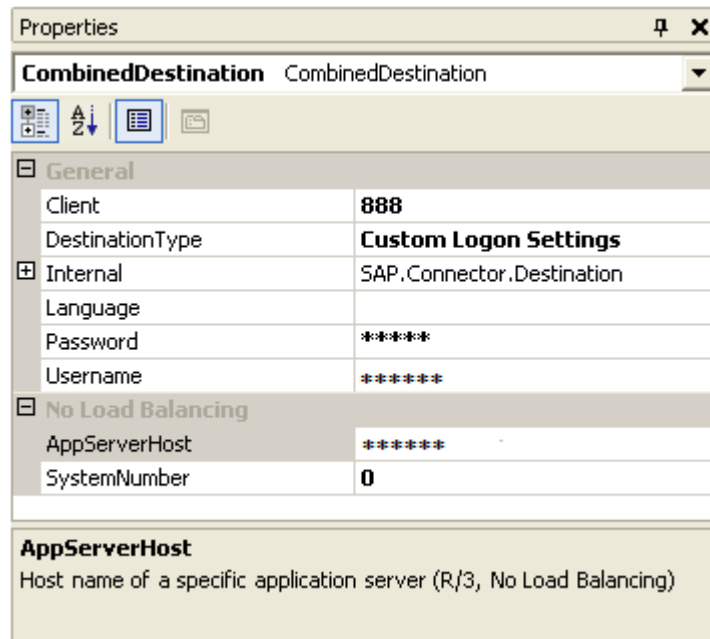 Properties
CombinedDestination CombinedDestination
General
Client 888
DestinationType Custom Logon Settings
Internal SAP.Connector.Destination
Language
Password *****
Username ******
No Load Balancing
AppServerHost ******
SystemNumber 0
AppServerHost
Host name of a specific application server (R/3, No Load Balancing)